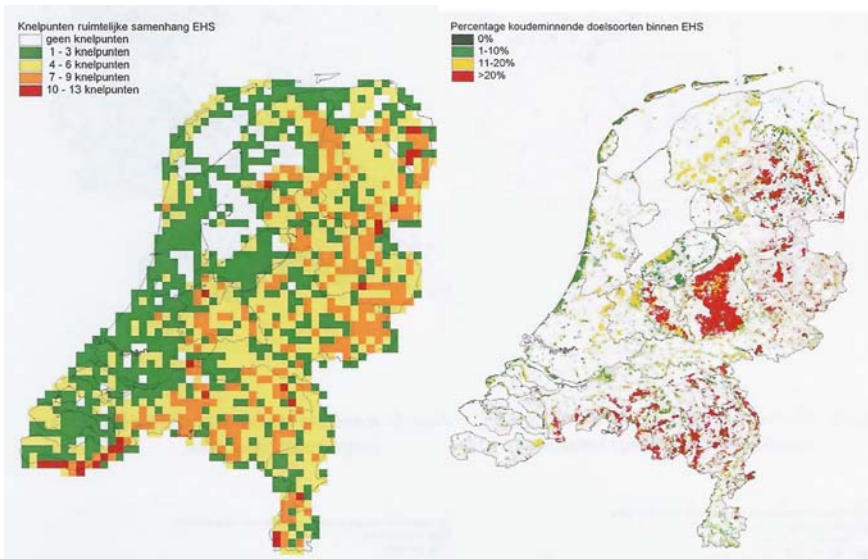 Knelpunten ruimtelijke samenhang EHS
geen knelpunten
1 - 3 knelpunten
4 - 6 knelpunten
7 - 9 knelpunten
10 - 13 knelpunten
Percentage koudeminnende doelsoorten binnen EHS
0%
1-10%
11-20%
>20%